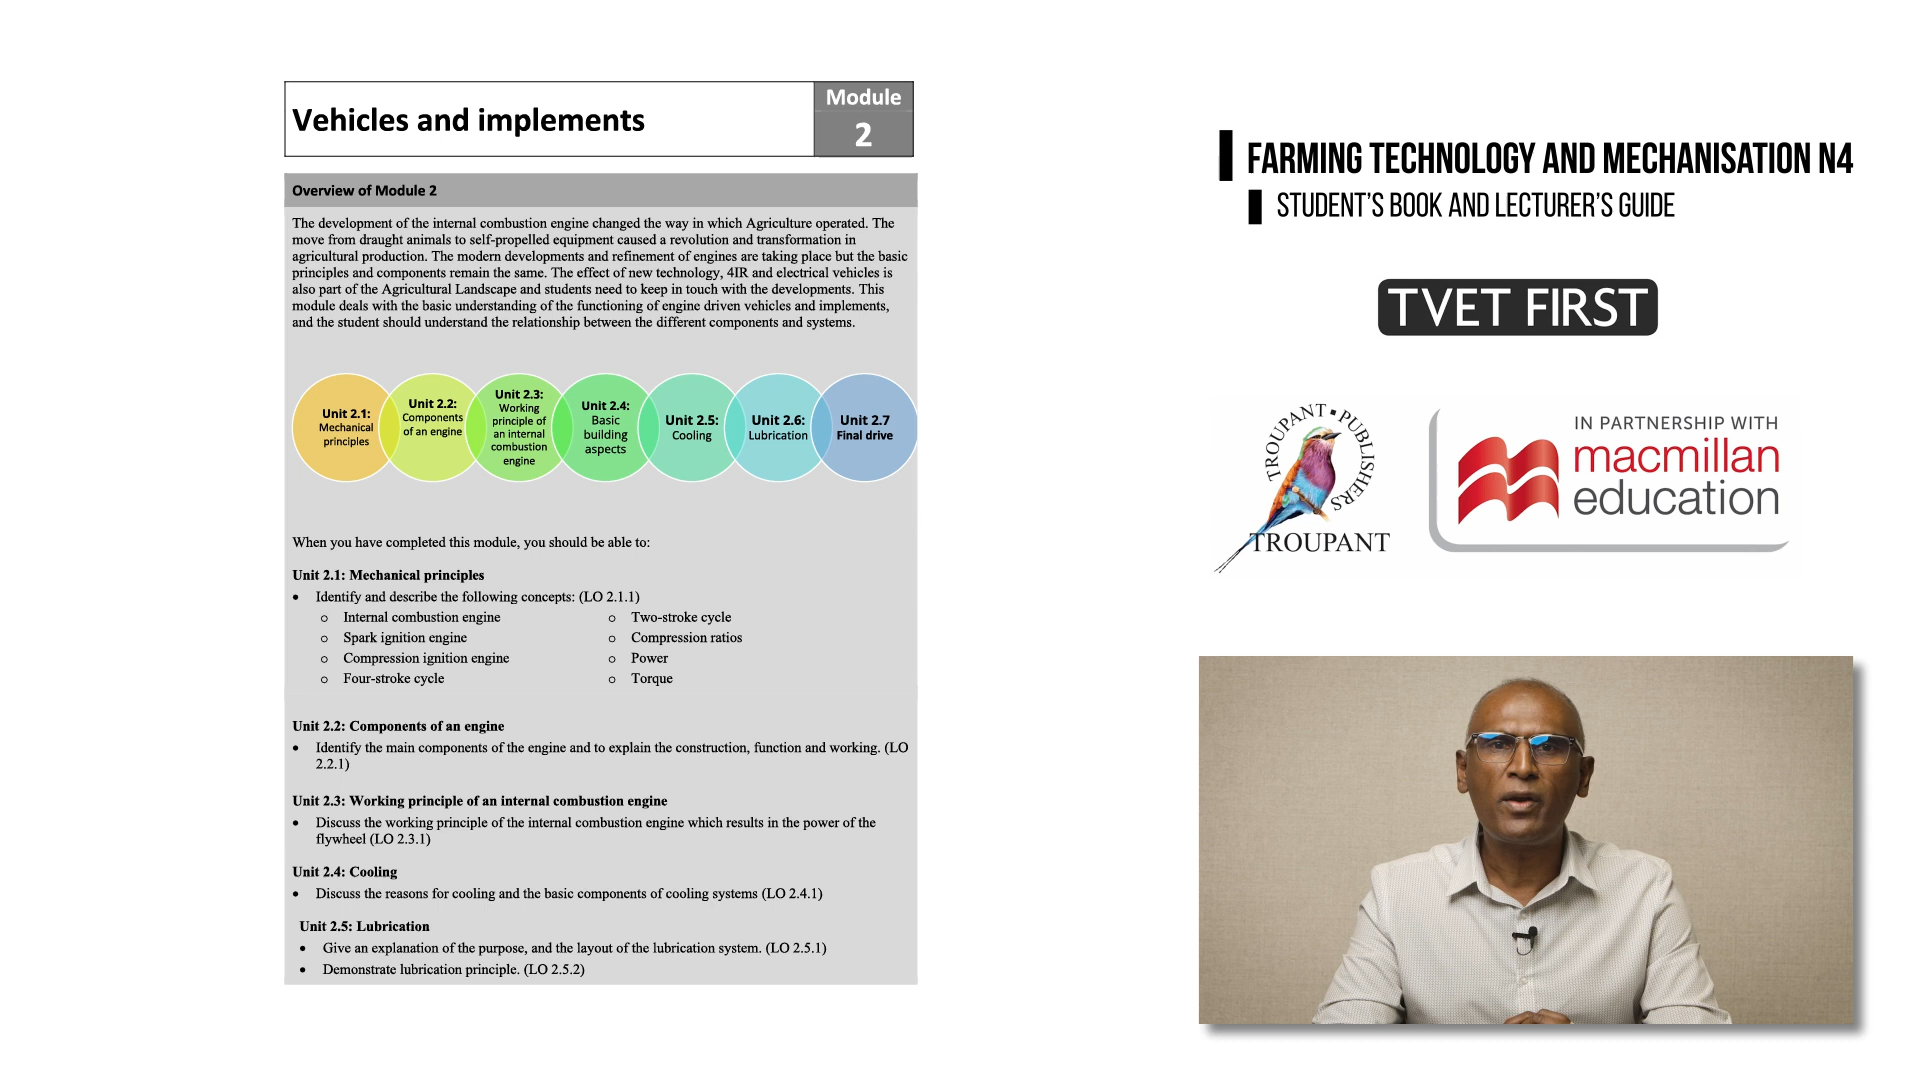 Vehicles and implements
Module
2
Overview of Module 2
The development of the internal combustion engine changed the way in which Agriculture operated. The
move from draught animals to self-propelled equipment caused a revolution and transformation in
agricultural production. The modern developments and refinement of engines are taking place but the basic
principles and components remain the same. The effect of new technology, 4IR and electrical vehicles is
also part of the Agricultural Landscape and students need to keep in touch with the developments. This
module deals with the basic understanding of the functioning of engine driven vehicles and implements,
and the student should understand the relationship between the different components and systems.
Unit 2.1:
Mechanical
principles
Unit 2.2:
Components
of an engine
Unit 2.3:
Working
principle of
an internal
combustion
engine
Unit 2.4:
Basic
building
aspects
Unit 2.5:
Cooling
Unit 2.6:
Lubrication
Unit 2.7
Final drive
When you have completed this module, you should be able to:
Unit 2.1: Mechanical principles
• Identify and describe the following concepts: (LO 2.1.1)
o Internal combustion engine
o Spark ignition engine
o Compression ignition engine
o Four-stroke cycle
o Two-stroke cycle
o Compression ratios
o Power
o Torque
Unit 2.2: Components of an engine
• Identify the main components of the engine and to explain the construction, function and working. (LO
2.2.1)
Unit 2.3: Working principle of an internal combustion engine
• Discuss the working principle of the internal combustion engine which results in the power of the
flywheel (LO 2.3.1)
Unit 2.4: Cooling
• Discuss the reasons for cooling and the basic components of cooling systems (LO 2.4.1)
Unit 2.5: Lubrication
• Give an explanation of the purpose, and the layout of the lubrication system. (LO 2.5.1)
• Demonstrate lubrication principle. (LO 2.5.2)
FARMING TECHNOLOGY AND MECHANISATION N4
STUDENT'S BOOK AND LECTURER'S GUIDE
TVET FIRST
TROUPANT ▪ PUBLISHERS
TROUPANT
IN PARTNERSHIP WITH
macmillan
education